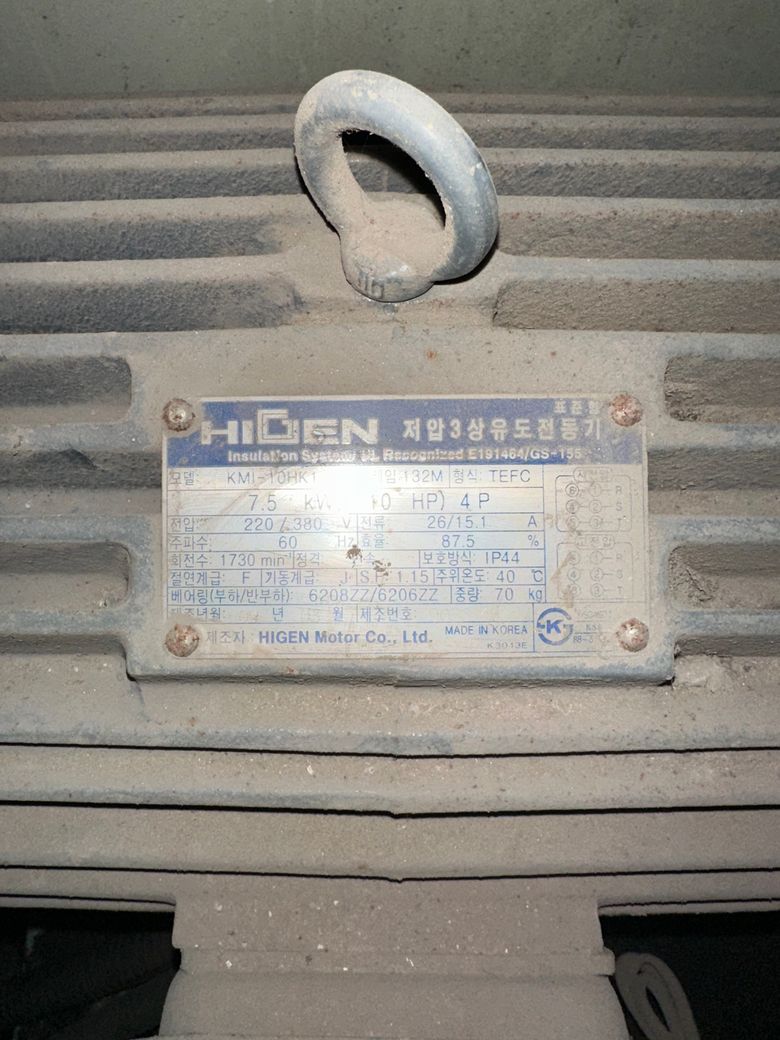 HIGEN 저압3상유도전동기 표준형
Insulation Systems UL Recognized E191464/GS-155
모델: KMI-10HK1 프레임 132M 형식: TEFC
7.5 kW 10 HP) 4 P
전압: 220/380 V 전류 26/15.1 A
주파수: 60 Hz 효율 87.5 %
회전수: 1730 min 정격 보호방식: IP44
절연계급: F 기동계급 J S.F. 1.15 주위온도: 40 ℃
베어링(부하/반부하) 6208ZZ/6206ZZ 중량: 70 kg
제조년월: 년 월 제조번호:
제조자 HIGEN Motor Co., Ltd. MADE IN KOREA
K3013E